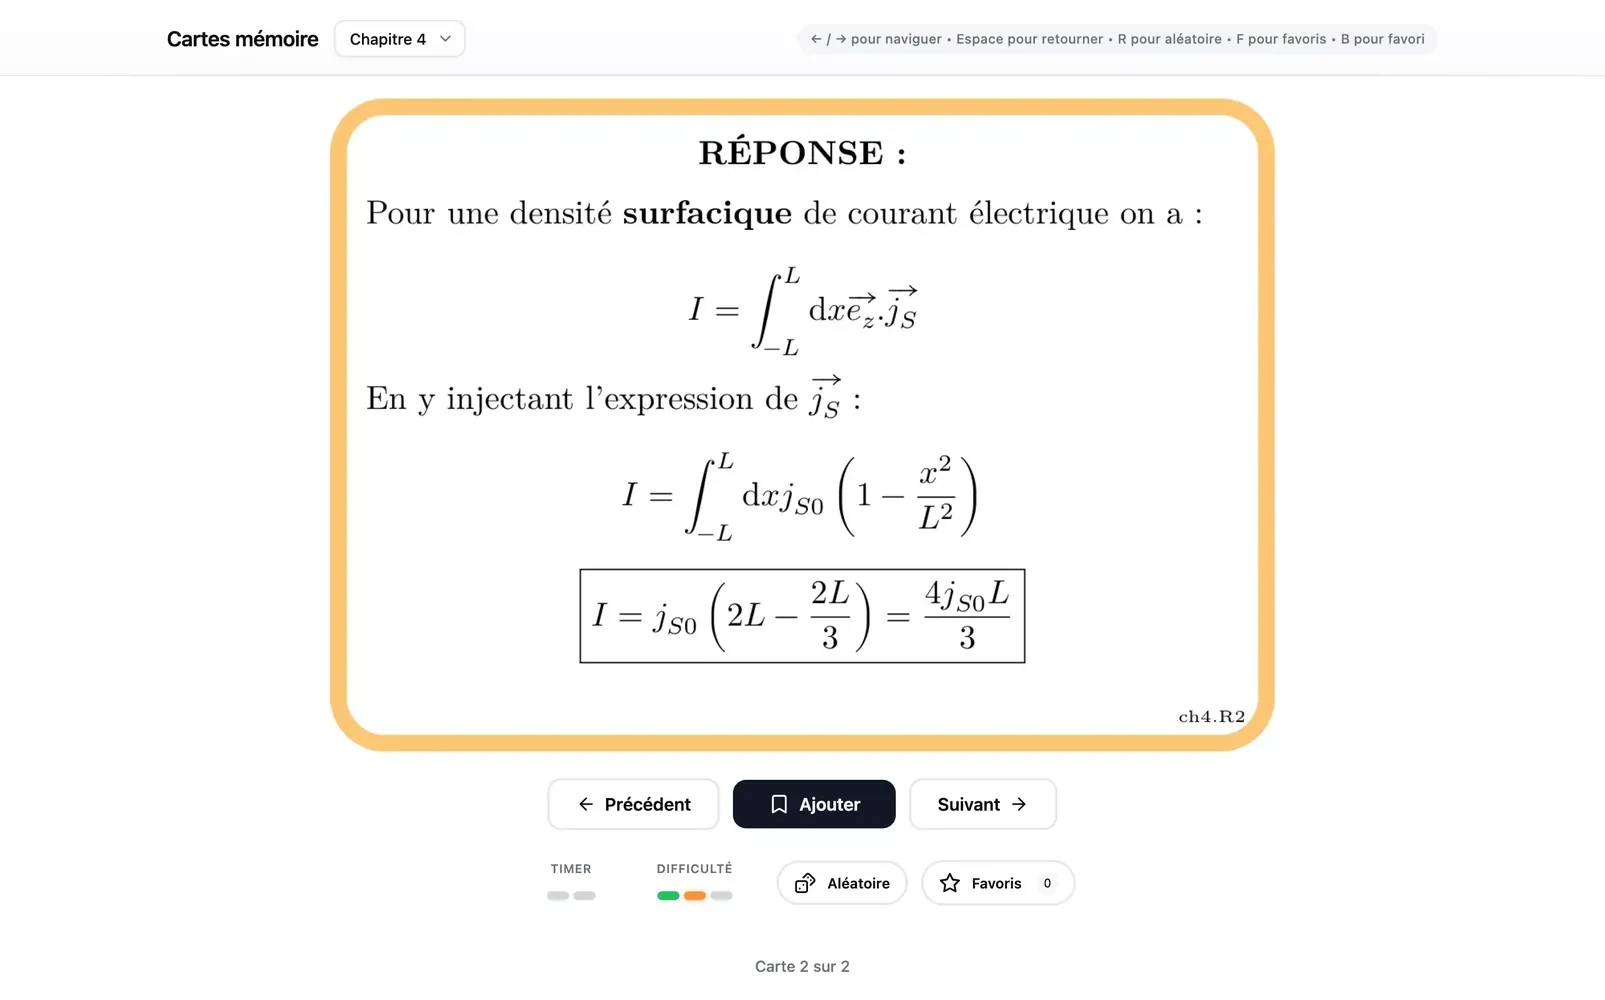 Cartes mémoire
Chapitre 4
← / → pour naviguer • Espace pour retourner • R pour aléatoire • F pour favoris • B pour favori
RÉPONSE :
Pour une densité surfacique de courant électrique on a :
$I = \int_{-L}^{L} \mathrm{d}x \overrightarrow{e_z}.\overrightarrow{j_S}$
En y injectant l'expression de $\overrightarrow{j_S}$ :
$I = \int_{-L}^{L} \mathrm{d}x j_{S0} \left(1 - \frac{x^2}{L^2}\right)$
$I = j_{S0} \left(2L - \frac{2L}{3}\right) = \frac{4j_{S0}L}{3}$
ch4.R2
← Précédent
Ajouter
Suivant →
TIMER
DIFFICULTÉ
Aléatoire
Favoris 0
Carte 2 sur 2